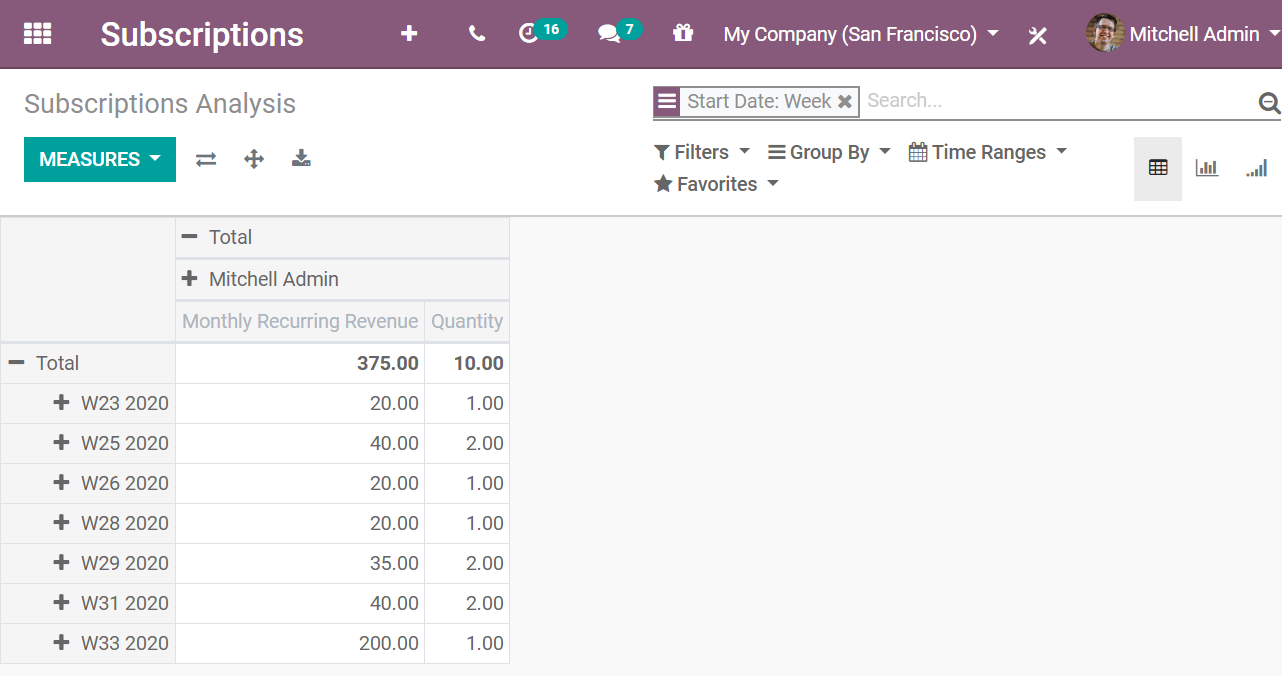 Subscriptions 16 7 My Company (San Francisco) Mitchell Admin
Subscriptions Analysis
Start Date: Week Search...
MEASURES
Filters Group By Time Ranges
Favorites
Total
Mitchell Admin
Monthly Recurring Revenue Quantity
Total 375.00 10.00
W23 2020 20.00 1.00
W25 2020 40.00 2.00
W26 2020 20.00 1.00
W28 2020 20.00 1.00
W29 2020 35.00 2.00
W31 2020 40.00 2.00
W33 2020 200.00 1.00